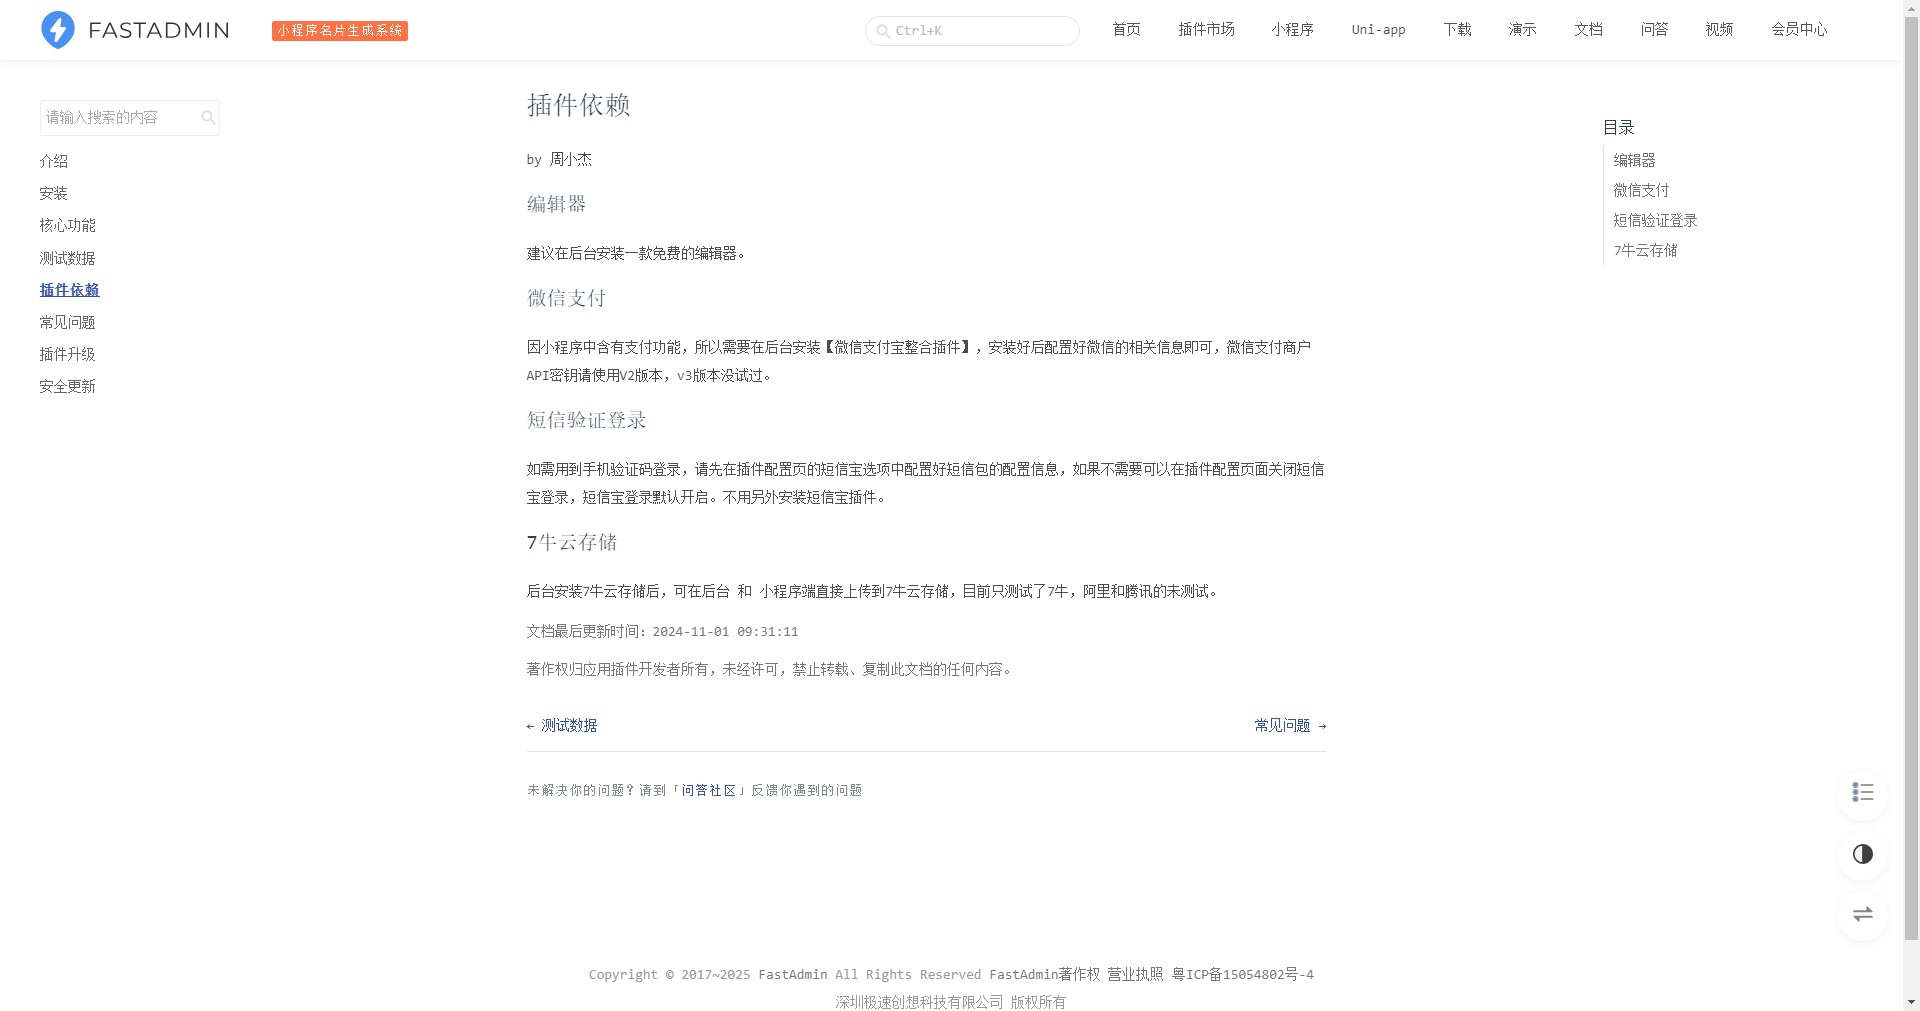 FASTADMIN
小程序名片生成系统
Ctrl+K
首页
插件市场
小程序
Uni-app
下载
演示
文档
问答
视频
会员中心
请输入搜索的内容
介绍
安装
核心功能
测试数据
插件依赖
常见问题
插件升级
安全更新
插件依赖
by 周小杰
编辑器
建议在后台安装一款免费的编辑器。
微信支付
因小程序中含有支付功能，所以需要在后台安装【微信支付宝整合插件】，安装好后配置好微信的相关信息即可，微信支付商户
API密钥请使用V2版本，v3版本没试过。
短信验证登录
如需用到手机验证码登录，请先在插件配置页的短信宝选项中配置好短信包的配置信息，如果不需要可以在插件配置页面关闭短信
宝登录，短信宝登录默认开启。不用另外安装短信宝插件。
7牛云存储
后台安装7牛云存储后，可在后台 和 小程序端直接上传到7牛云存储，目前只测试了7牛，阿里和腾讯的未测试。
文档最后更新时间：2024-11-01 09:31:11
著作权归应用插件开发者所有，未经许可，禁止转载、复制此文档的任何内容。
← 测试数据
常见问题 →
未解决你的问题？请到「问答社区」反馈你遇到的问题
目录
编辑器
微信支付
短信验证登录
7牛云存储
Copyright © 2017~2025 FastAdmin All Rights Reserved FastAdmin著作权 营业执照 粤ICP备15054802号-4
深圳极速创想科技有限公司 版权所有